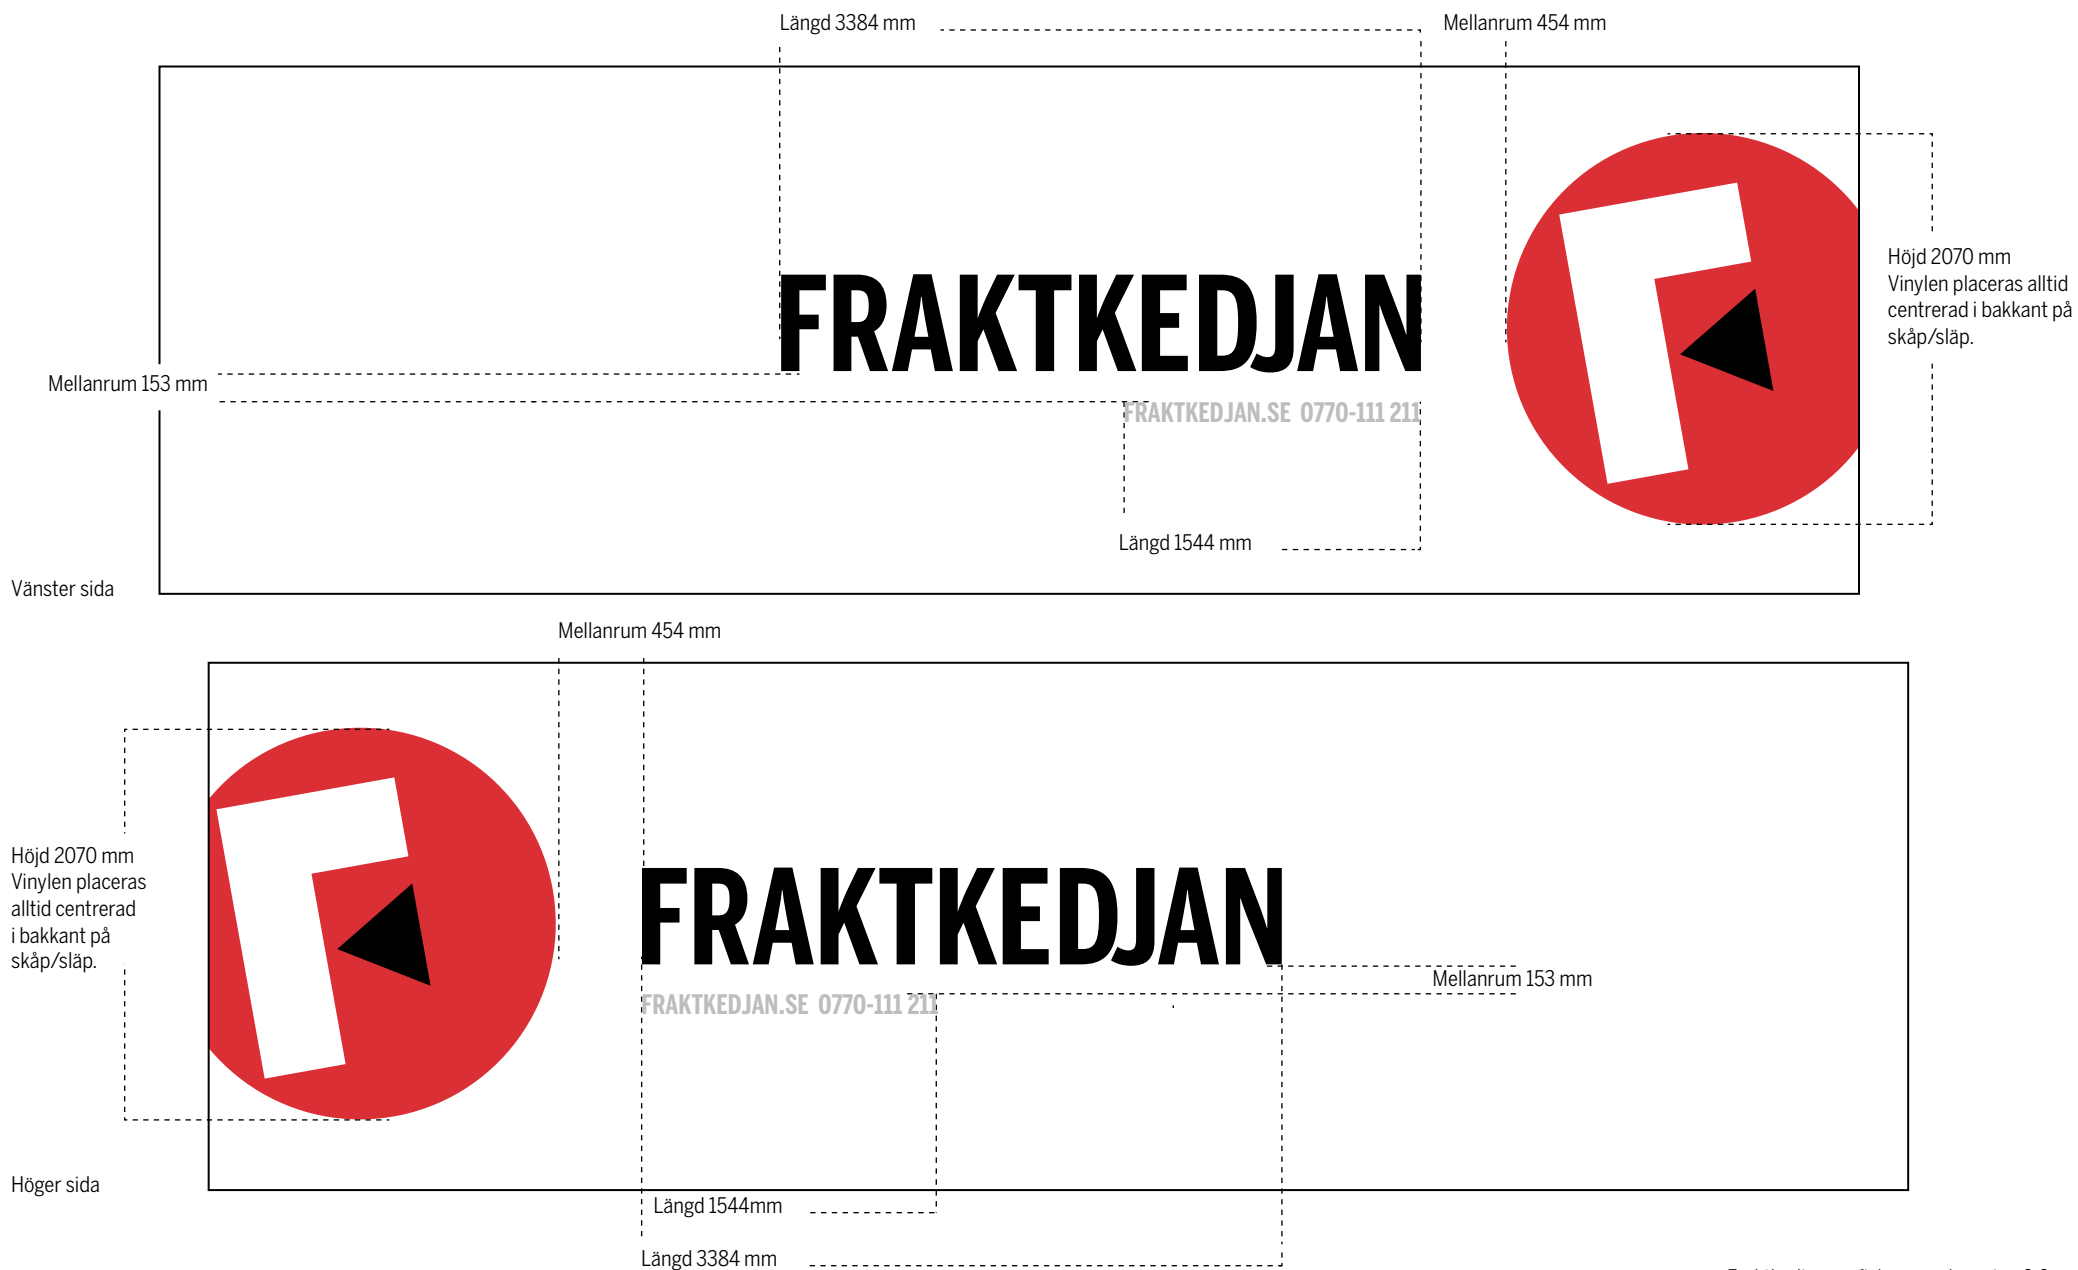 Längd 3384 mm
Mellanrum 454 mm
Höjd 2070 mm
Vinylen placeras alltid
centrerad i bakkant på
skåp/släp.
FRAKTKEDJAN
Mellanrum 153 mm
FRAKTKEDJAN.SE 0770-111 211
Längd 1544 mm
Vänster sida
Mellanrum 454 mm
Höjd 2070 mm
Vinylen placeras
alltid centrerad
i bakkant på
skåp/släp.
FRAKTKEDJAN
Mellanrum 153 mm
FRAKTKEDJAN.SE 0770-111 211
Höger sida
Längd 1544mm
Längd 3384 mm